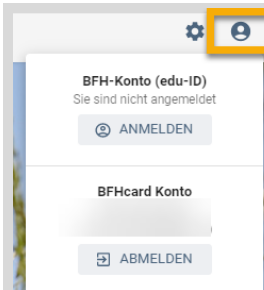 BFH-Konto (edu-ID)
Sie sind nicht angemeldet
ANMELDEN
BFHcard Konto
ABMELDEN